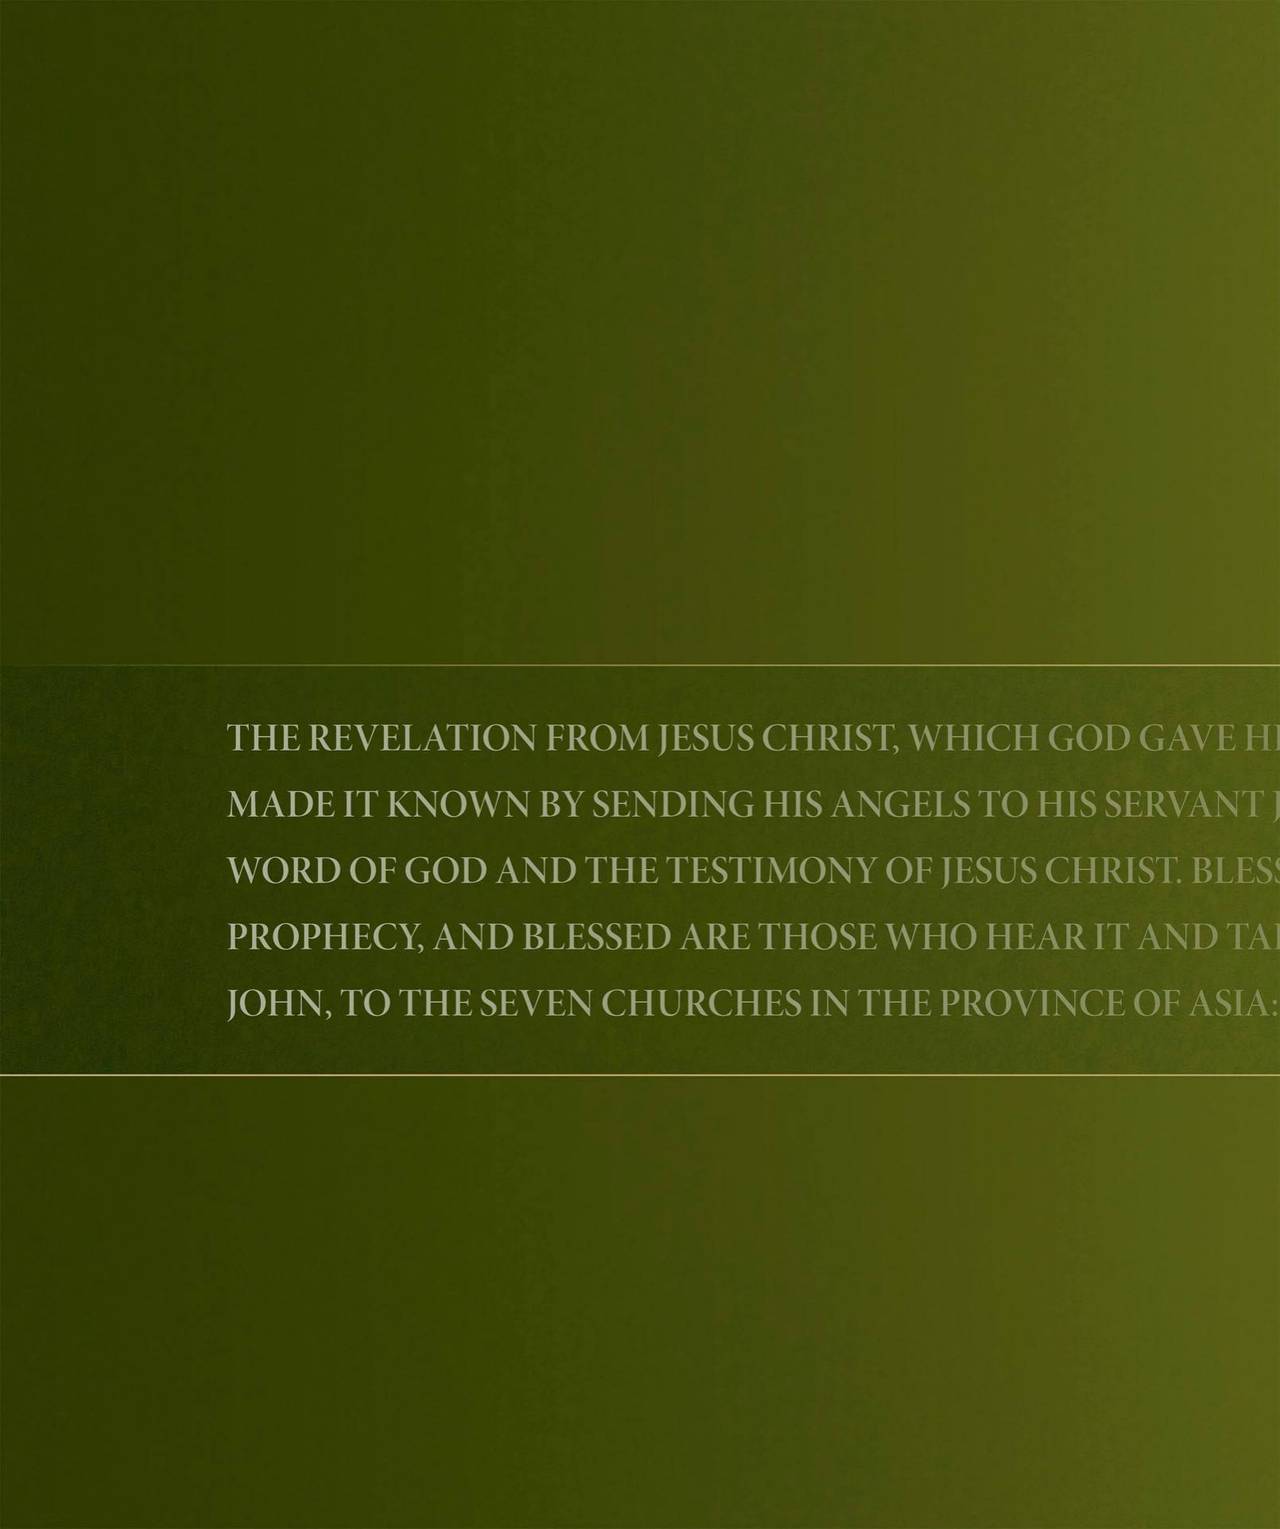 THE REVELATION FROM JESUS CHRIST, WHICH GOD GAVE
MADE IT KNOWN BY SENDING HIS ANGELS TO HIS SERVANT
WORD OF GOD AND THE TESTIMONY OF JESUS CHRIST.
PROPHECY, AND BLESSED ARE THOSE WHO HEAR IT AND
JOHN, TO THE SEVEN CHURCHES IN THE PROVINCE OF ASIA: